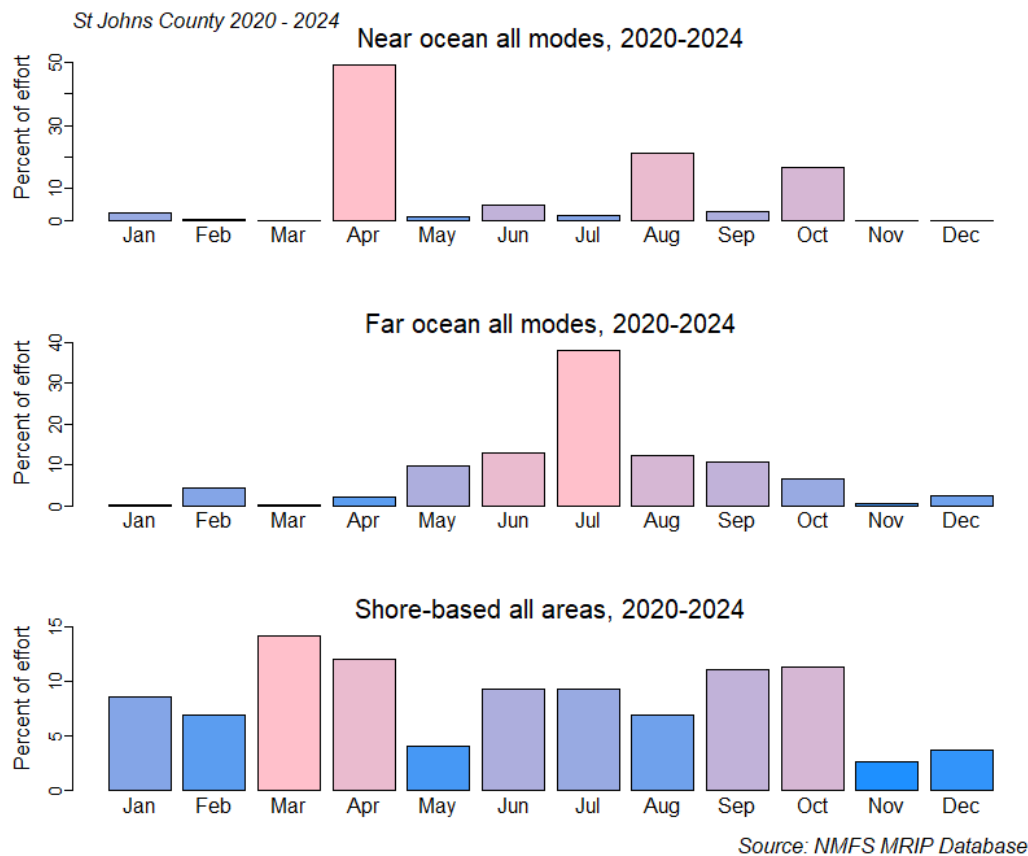 St Johns County 2020 - 2024
Near ocean all modes, 2020-2024
Percent of effort
50
30
10
0
Jan Feb Mar Apr May Jun Jul Aug Sep Oct Nov Dec
Far ocean all modes, 2020-2024
Percent of effort
40
30
20
10
0
Jan Feb Mar Apr May Jun Jul Aug Sep Oct Nov Dec
Shore-based all areas, 2020-2024
Percent of effort
15
10
5
0
Jan Feb Mar Apr May Jun Jul Aug Sep Oct Nov Dec
Source: NMFS MRIP Database